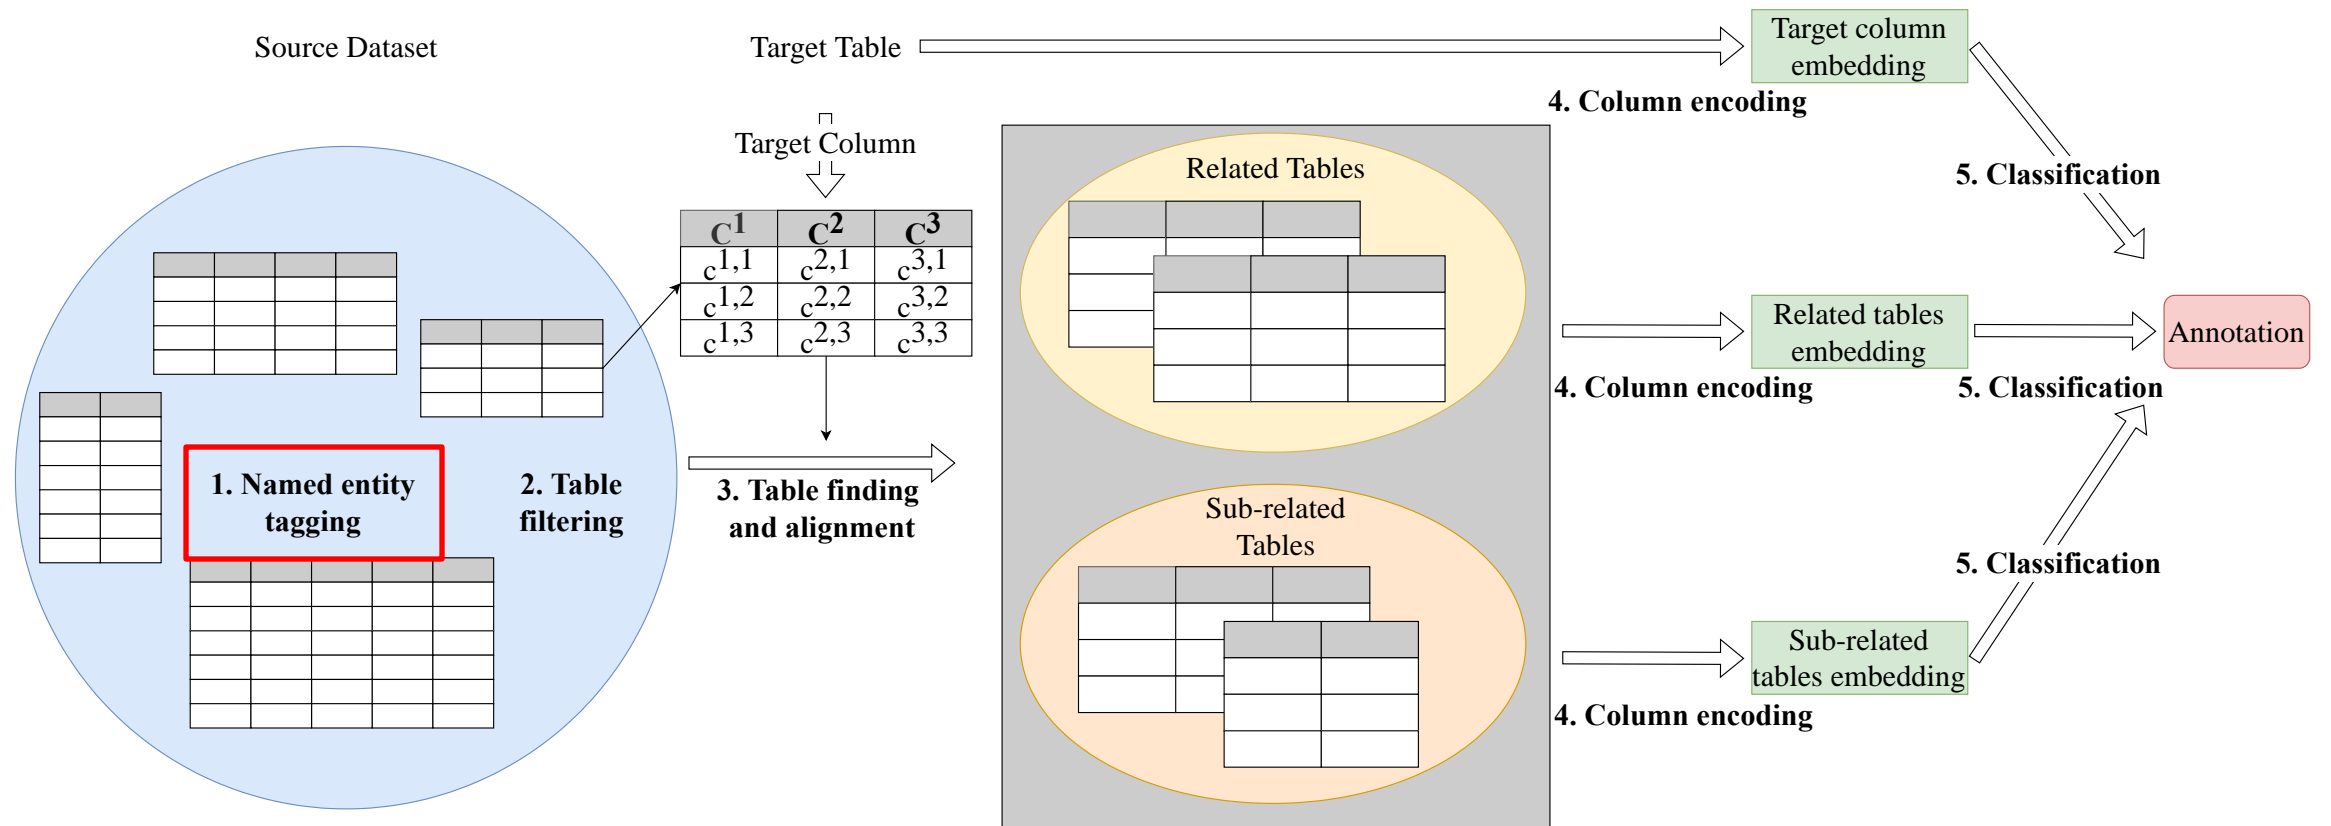 Source Dataset
Target Table
Target column
embedding
4. Column encoding
Target Column
5. Classification
C1 C2 C3
c1,1 c2,1 c3,1
c1,2 c2,2 c3,2
c1,3 c2,3 c3,3
Related Tables
Related tables
embedding
4. Column encoding
5. Classification
Annotation
1. Named entity
tagging
2. Table
filtering
3. Table finding
and alignment
Sub-related
Tables
5. Classification
Sub-related
tables embedding
4. Column encoding